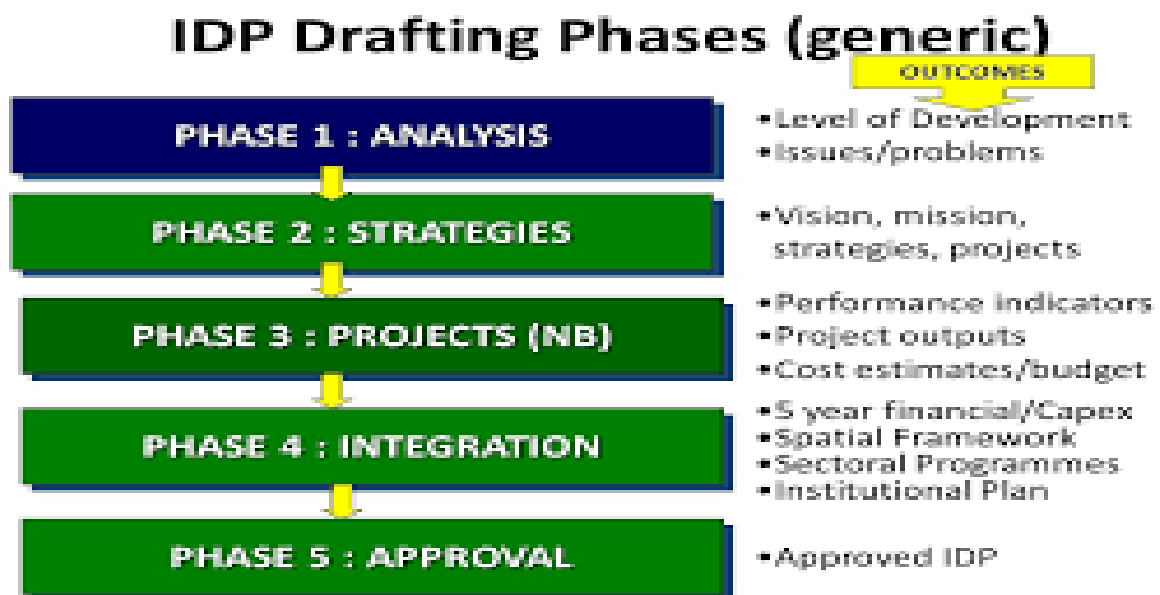 IDP Drafting Phases (generic)
OUTCOMES
PHASE 1 : ANALYSIS
•Level of Development
•Issues/problems
PHASE 2 : STRATEGIES
•Vision, mission,
strategies, projects
PHASE 3 : PROJECTS (NB)
•Performance indicators
•Project outputs
•Cost estimates/budget
PHASE 4 : INTEGRATION
•5 year financial/Capex
•Spatial Framework
•Sectoral Programmes
•Institutional Plan
PHASE 5 : APPROVAL
•Approved IDP